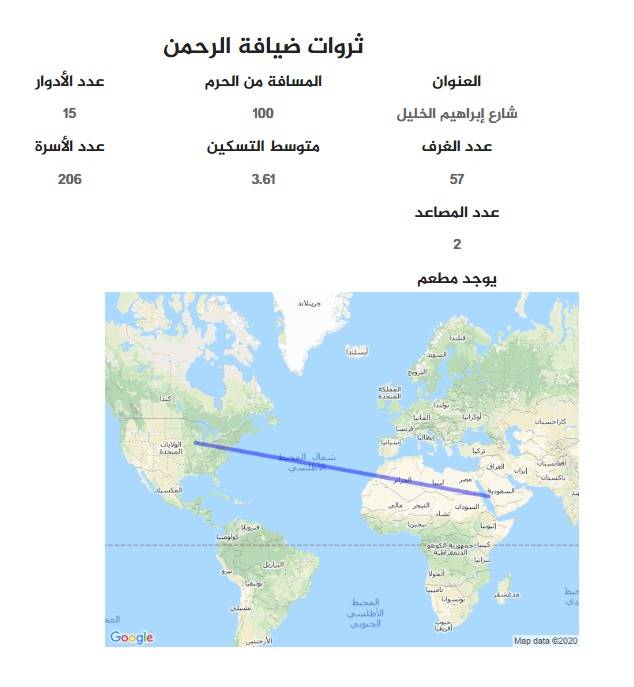 ثروات ضيافة الرحمن
العنوان
المسافة من الحرم
عدد الأدوار
شارع إبراهيم الخليل
100
15
عدد الغرف
متوسط التسكين
عدد الأسرة
57
3.61
206
عدد المصاعد
2
يوجد مطعم
جرينلاند
آيسلندا
فنلندا
السويد
النرويج
المملكة
المتحدة
كندا
بولندا
ألمانيا
أوكرانيا
كازاخستان
فرنسا
إيطاليا
إسبانيا
تركيا
الولايات
المتحدة
شمال المحيط
الأطلسي
العراق
إيران
أفغانستان
باكستان
الجزائر
ليبيا
مصر
السعودية
المكسيك
مالي
النيجر
تشاد
السودان
نيجيريا
إثيوبيا
فنزويلا
كولومبيا
جمهورية الكونغو
الديمقراطية
كينيا
تنزانيا
البرازيل
بيرو
بوليفيا
أنغولا
ناميبيا
بوتسوانا
مدغشقر
تشيلي
المحيط
الأطلسي
الجنوبي
جنوب
أفريقيا
الأرجنتين
Google
Map data ©2020